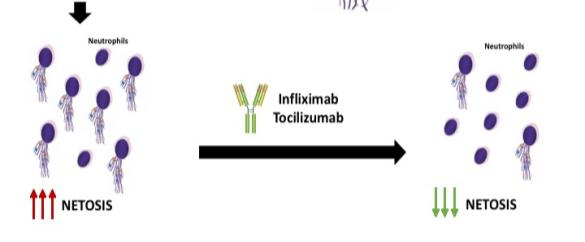 Neutrophils
Neutrophils
Infliximab
Tocilizumab
NETOSIS
NETOSIS